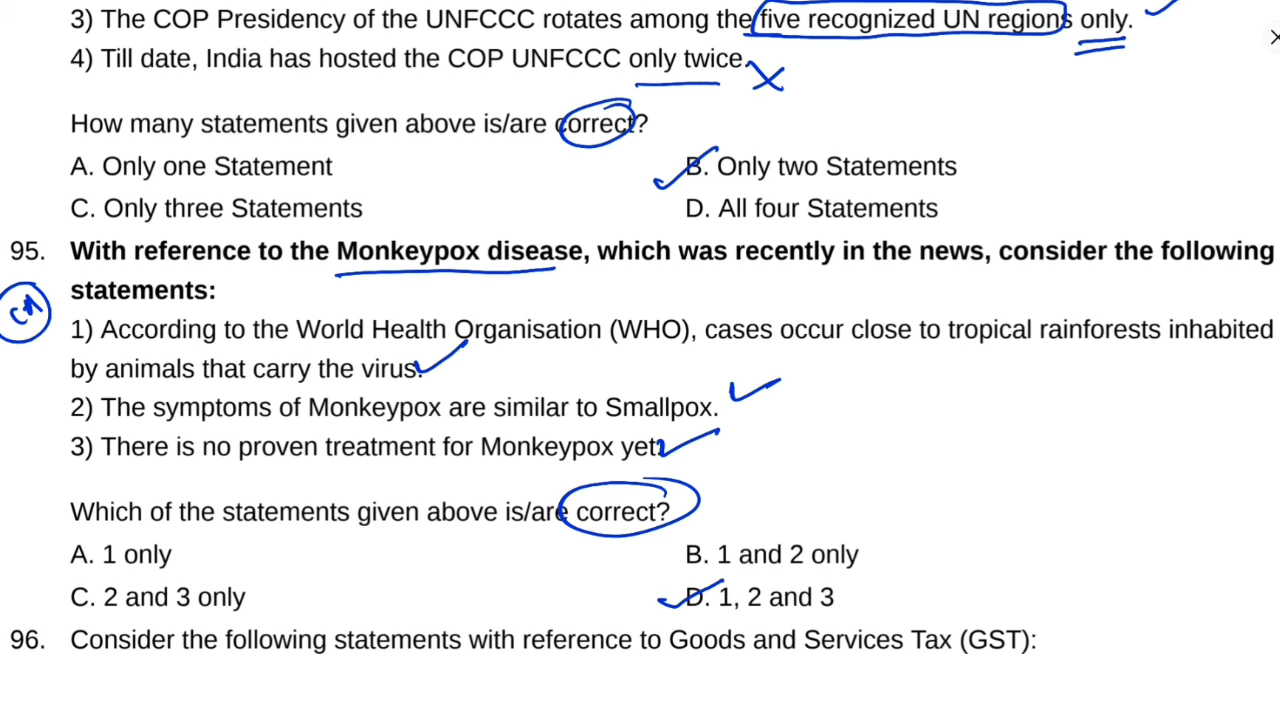 3) The COP Presidency of the UNFCCC rotates among the five recognized UN regions only.
4) Till date, India has hosted the COP UNFCCC only twice.
How many statements given above is/are correct?
A. Only one Statement B. Only two Statements
C. Only three Statements D. All four Statements
95. With reference to the Monkeypox disease, which was recently in the news, consider the following
statements:
CA
1) According to the World Health Organisation (WHO), cases occur close to tropical rainforests inhabited
by animals that carry the virus.
2) The symptoms of Monkeypox are similar to Smallpox.
3) There is no proven treatment for Monkeypox yet.
Which of the statements given above is/are correct?
A. 1 only B. 1 and 2 only
C. 2 and 3 only D. 1, 2 and 3
96. Consider the following statements with reference to Goods and Services Tax (GST):